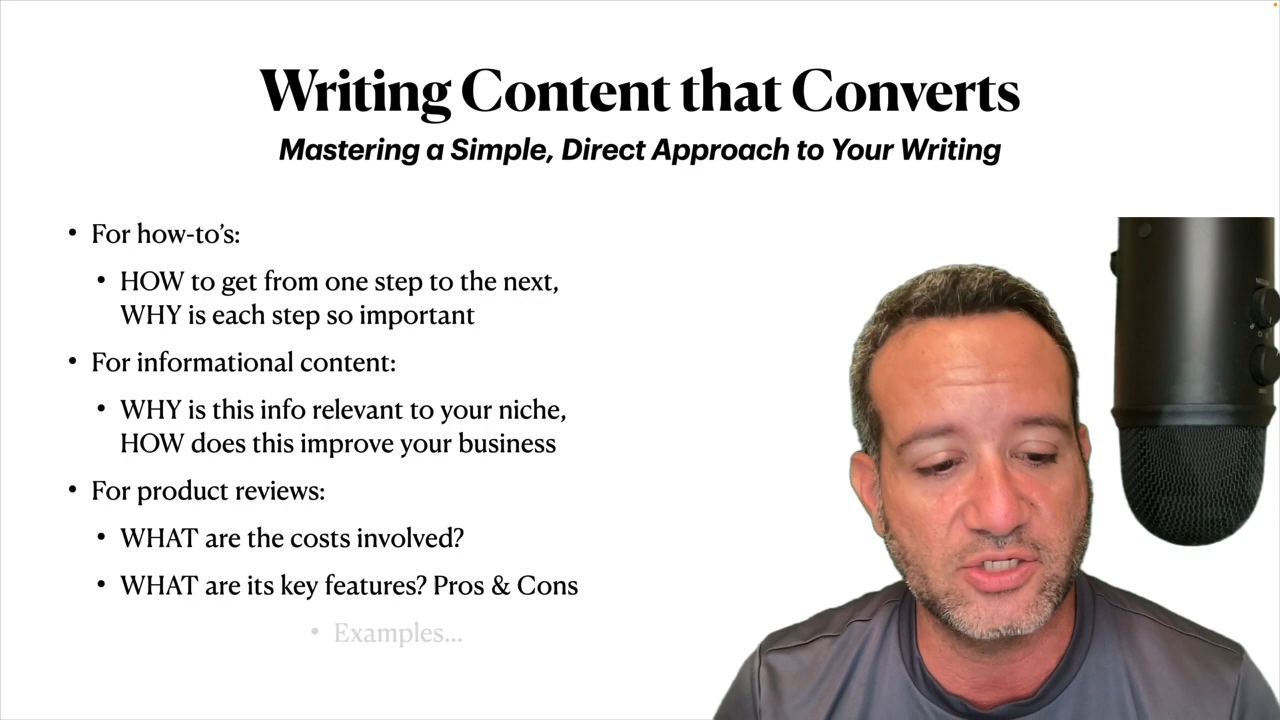 Writing Content that Converts
Mastering a Simple, Direct Approach to Your Writing
• For how-to’s:
• HOW to get from one step to the next,
WHY is each step so important
• For informational content:
• WHY is this info relevant to your niche,
HOW does this improve your business
• For product reviews:
• WHAT are the costs involved?
• WHAT are its key features? Pros & Cons
• Examples...